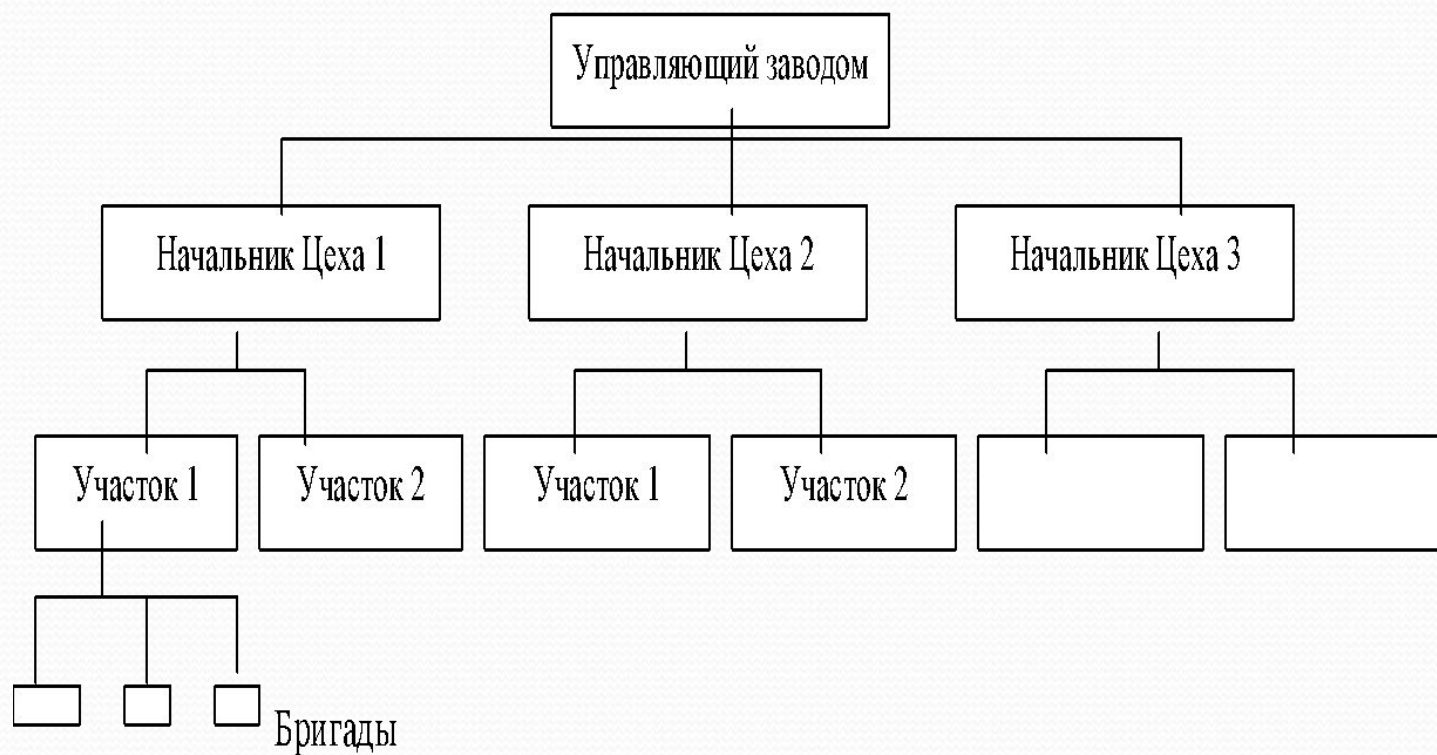 Управляющий заводом
Начальник Цеха 1
Начальник Цеха 2
Начальник Цеха 3
Участок 1
Участок 2
Участок 1
Участок 2
Бригады